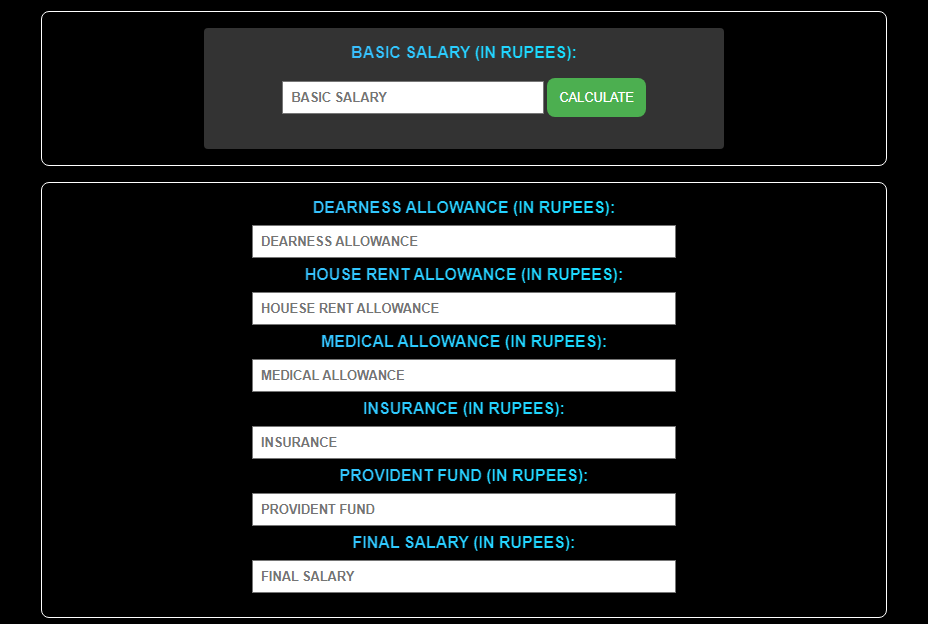 BASIC SALARY (IN RUPEES):
BASIC SALARY CALCULATE
DEARNESS ALLOWANCE (IN RUPEES):
DEARNESS ALLOWANCE
HOUSE RENT ALLOWANCE (IN RUPEES):
HOUESE RENT ALLOWANCE
MEDICAL ALLOWANCE (IN RUPEES):
MEDICAL ALLOWANCE
INSURANCE (IN RUPEES):
INSURANCE
PROVIDENT FUND (IN RUPEES):
PROVIDENT FUND
FINAL SALARY (IN RUPEES):
FINAL SALARY